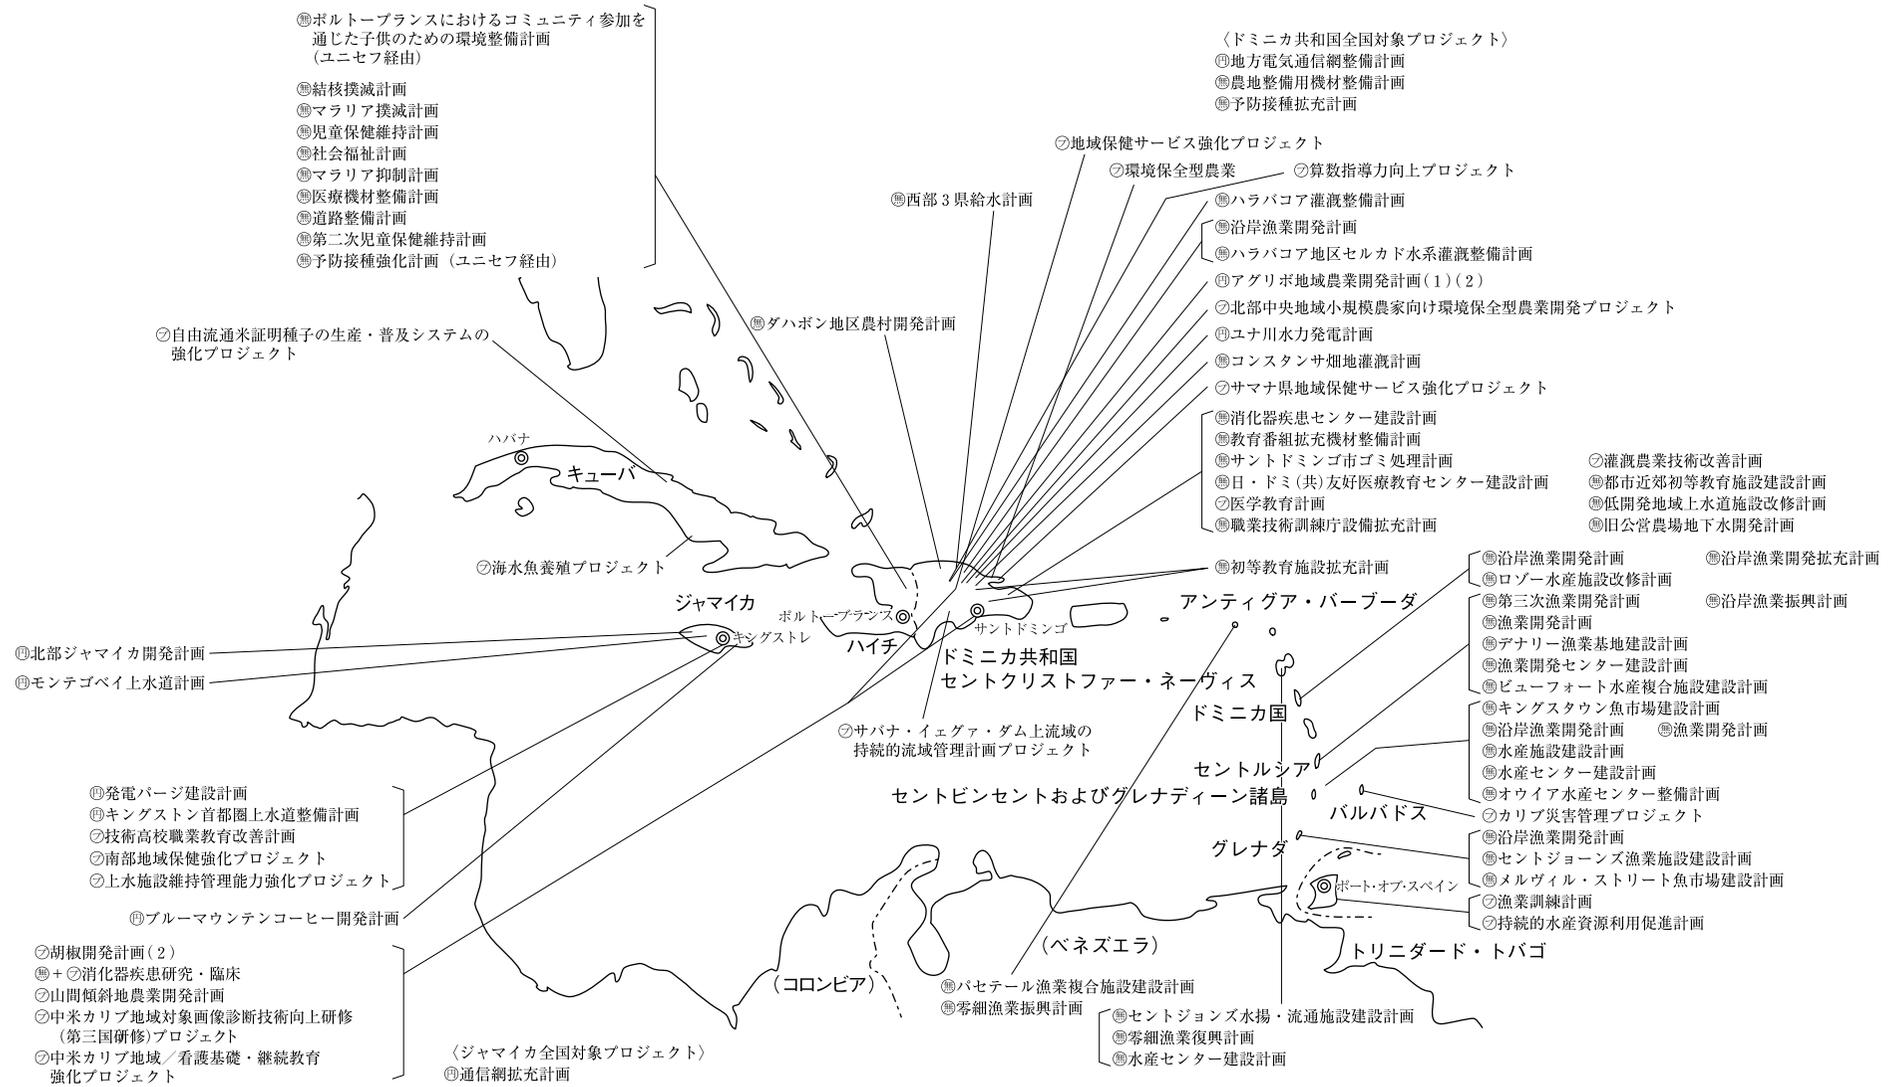 ㊇ポルトープランスにおけるコミュニティ参加を
通じた子供のための環境整備計画
(ユニセフ経由)
㊇結核撲滅計画
㊇マラリア撲滅計画
㊇児童保健維持計画
㊇社会福祉計画
㊇マラリア抑制計画
㊇医療機材整備計画
㊇道路整備計画
㊇第二次児童保健維持計画
㊇予防接種強化計画(ユニセフ経由)
〈ドミニカ共和国全国対象プロジェクト〉
円地方電気通信網整備計画
無農地整備用機材整備計画
無予防接種拡充計画
プ地域保健サービス強化プロジェクト
プ環境保全型農業
プ算数指導力向上プロジェクト
無西部3県給水計画
無ハラバコア灌漑整備計画
無沿岸漁業開発計画
無ハラバコア地区セルカド水系灌漑整備計画
円アグリポ地域農業開発計画(1)(2)
プ北部中央地域小規模農家向け環境保全型農業開発プロジェクト
円ユナ川水力発電計画
無コンスタンサ畑地灌漑計画
プサマナ県地域保健サービス強化プロジェクト
無ダハボン地区農村開発計画
プ自由流通米証明種子の生産・普及システムの
強化プロジェクト
無消化器疾患センター建設計画
無教育番組拡充機材整備計画
無サントドミンゴ市ゴミ処理計画
無日・ドミ(共)友好医療教育センター建設計画
プ医学教育計画
無職業技術訓練庁設備拡充計画
プ灌漑農業技術改善計画
無都市近郊初等教育施設建設計画
無低開発地域上水道施設改修計画
無旧公営農場地下水開発計画
無初等教育施設拡充計画
ハバナ
キューバ
プ海水魚養殖プロジェクト
ジャマイカ
キングストン
ポルトープランス
ハイチ
サントドミンゴ
ドミニカ共和国
セントクリストファー・ネーヴィス
アンティグア・バーブーダ
ドミニカ国
セントルシア
セントビンセントおよびグレナディーン諸島
バルバドス
グレナダ
ポート・オブ・スペイン
トリニダード・トバゴ
(ベネズエラ)
(コロンビア)
円北部ジャマイカ開発計画
円モンテゴベイ上水道計画
プサバナ・イェグァ・ダム上流域の
持続的流域管理計画プロジェクト
無沿岸漁業開発計画 無沿岸漁業開発拡充計画
無ロゾー水産施設改修計画
無第三次漁業開発計画 無沿岸漁業振興計画
無漁業開発計画
無デナリー漁業基地建設計画
無漁業開発センター建設計画
無ビューフォート水産複合施設建設計画
無キングスタウン魚市場建設計画
無沿岸漁業開発計画 無漁業開発計画
無水産施設建設計画
無水産センター建設計画
無オウイア水産センター整備計画
プカリブ災害管理プロジェクト
無沿岸漁業開発計画
無セントジョーンズ漁業施設建設計画
無メルヴィル・ストリート魚市場建設計画
プ漁業訓練計画
プ持続的水産資源利用促進計画
円発電バージ建設計画
円キングストン首都圏上水道整備計画
プ技術高校職業教育改善計画
プ南部地域保健強化プロジェクト
プ上水施設維持管理能力強化プロジェクト
円ブルーマウンテンコーヒー開発計画
プ胡椒開発計画(2)
無+プ消化器疾患研究・臨床
プ山間傾斜地農業開発計画
プ中米カリブ地域対象画像診断技術向上研修
(第三国研修)プロジェクト
プ中米カリブ地域/看護基礎・継続教育
強化プロジェクト
〈ジャマイカ全国対象プロジェクト〉
円通信網拡充計画
無バセテール漁業複合施設建設計画
無零細漁業振興計画
無セントジョンズ水揚・流通施設建設計画
無零細漁業復興計画
無水産センター建設計画